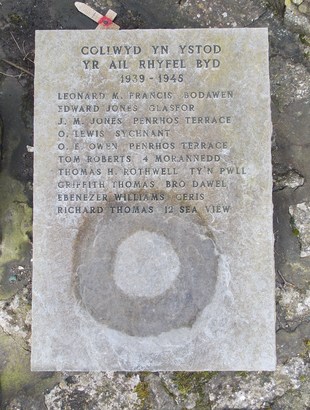 COLLWYD YN YSTOD
YR AIL RHYFEL BYD
1939 - 1945
LEONARD M. FRANCIS BODAWEN
EDWARD JONES GLASFOR
J. M. JONES PENRHOS TERRACE
O. LEWIS SYCHNANT
O. E. OWEN PENRHOS TERRACE
TOM ROBERTS 4 MORANNEDD
THOMAS H. ROTHWELL TY'N PWLL
GRIFFITH THOMAS BRO DAWEL
EBENEZER WILLIAMS CERIS
RICHARD THOMAS 12 SEA VIEW